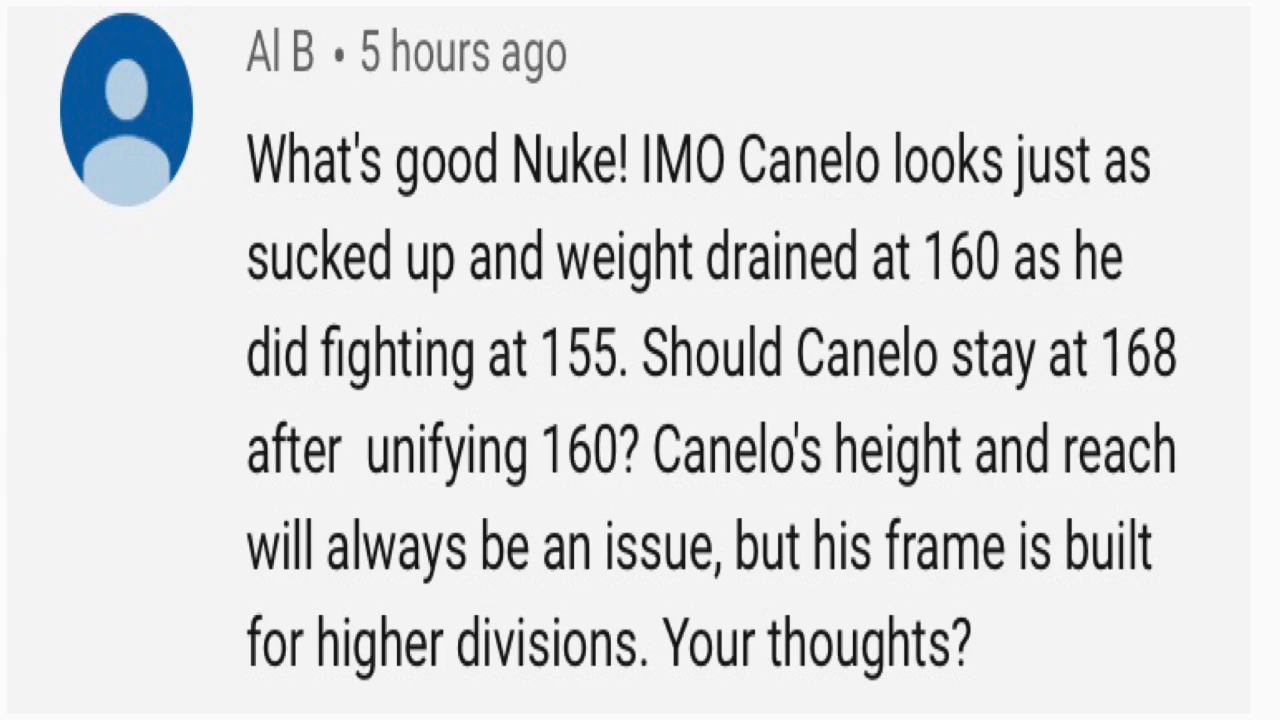 Al B • 5 hours ago
What's good Nuke! IMO Canelo looks just as
sucked up and weight drained at 160 as he
did fighting at 155. Should Canelo stay at 168
after  unifying 160? Canelo's height and reach
will always be an issue, but his frame is built
for higher divisions. Your thoughts?